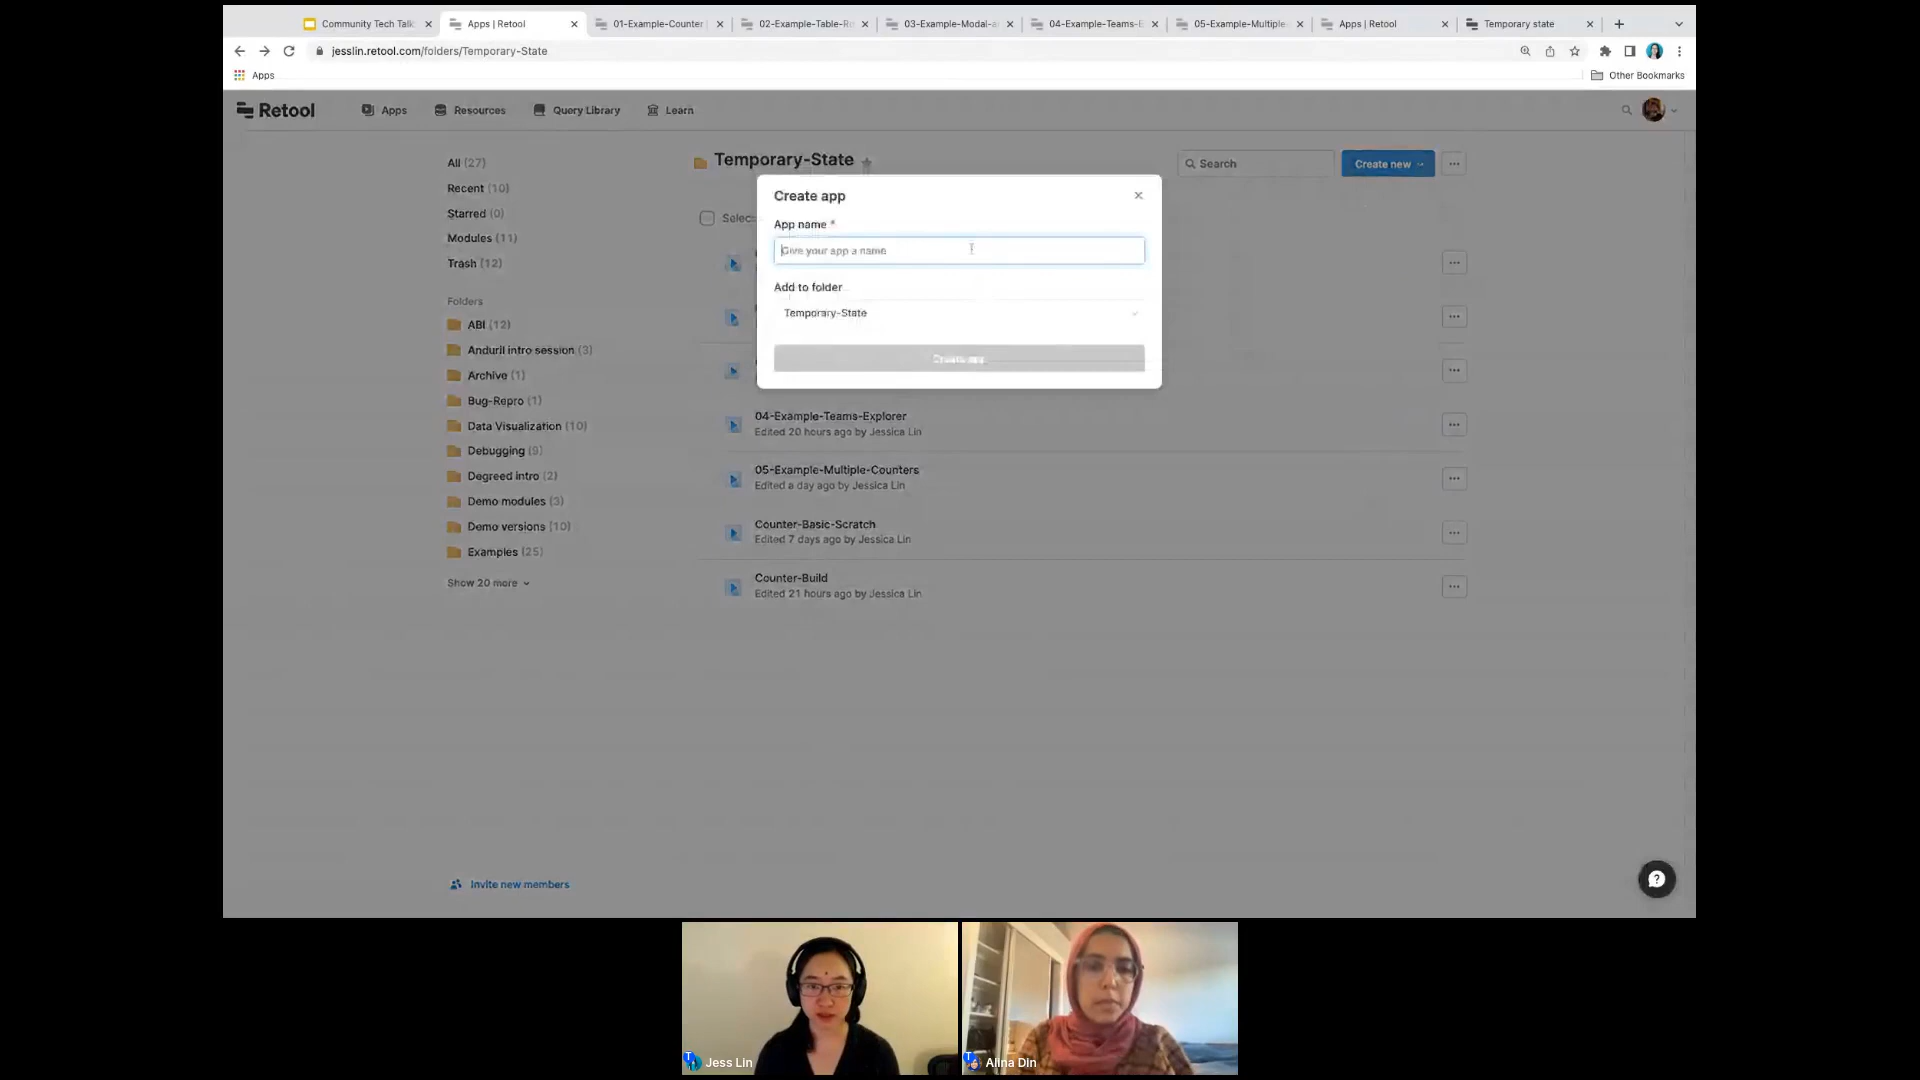 Community Tech Talk
Apps | Retool
01-Example-Counter
02-Example-Table-Ro
03-Example-Modal-a
04-Example-Teams-E
05-Example-Multiple-
Apps | Retool
Temporary state
jesslin.retool.com/folders/Temporary-State
Apps
Other Bookmarks
Retool
Apps
Resources
Query Library
Learn
All (27)
Recent (10)
Starred (0)
Modules (11)
Trash (12)
Folders
ABI (12)
Anduril intro session (3)
Archive (1)
Bug-Repro (1)
Data Visualization (10)
Debugging (9)
Degreed intro (2)
Demo modules (3)
Demo versions (10)
Examples (25)
Show 20 more
Invite new members
Temporary-State
Search
Create new
Selec
Create app
App name *
Give your app a name
Add to folder
Temporary-State
Create app
04-Example-Teams-Explorer
Edited 20 hours ago by Jessica Lin
05-Example-Multiple-Counters
Edited a day ago by Jessica Lin
Counter-Basic-Scratch
Edited 7 days ago by Jessica Lin
Counter-Build
Edited 21 hours ago by Jessica Lin
Jess Lin
Alina Din